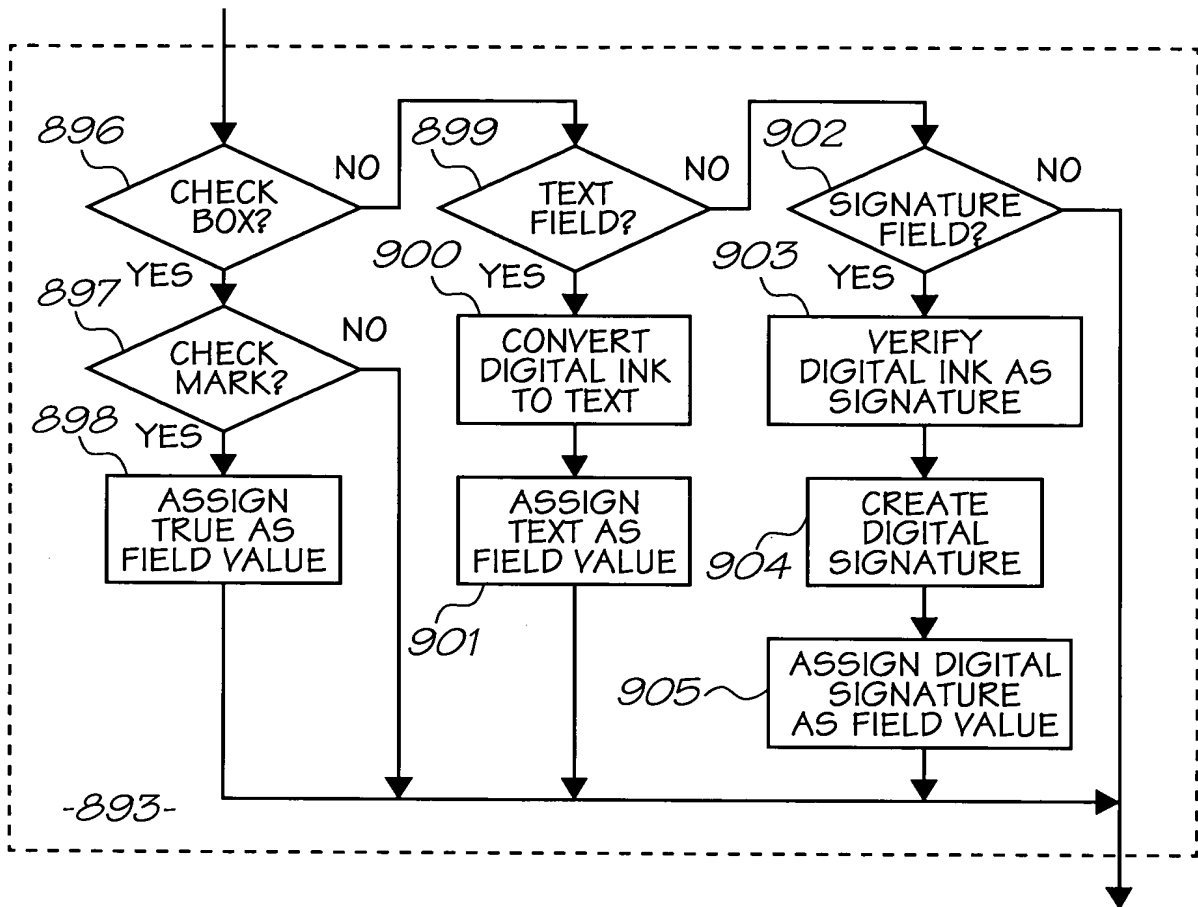 896
CHECK
BOX?
NO
YES
897
CHECK
MARK?
NO
YES
898
ASSIGN
TRUE AS
FIELD VALUE
899
TEXT
FIELD?
NO
YES
900
CONVERT
DIGITAL INK
TO TEXT
ASSIGN
TEXT AS
FIELD VALUE
901
902
SIGNATURE
FIELD?
NO
YES
903
VERIFY
DIGITAL INK AS
SIGNATURE
CREATE
DIGITAL
SIGNATURE
904
ASSIGN DIGITAL
SIGNATURE
AS FIELD VALUE
905
-893-